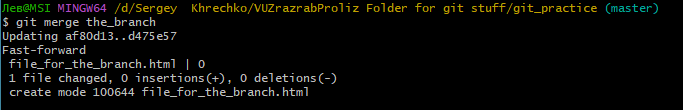 Лев@MSI MINGW64 /d/Sergey  Khrechko/VUZrazrabProliz Folder for git stuff/git_practice (master)
$ git merge the_branch
Updating af80d13..d475e57
Fast-forward
 file_for_the_branch.html | 0
 1 file changed, 0 insertions(+), 0 deletions(-)
 create mode 100644 file_for_the_branch.html